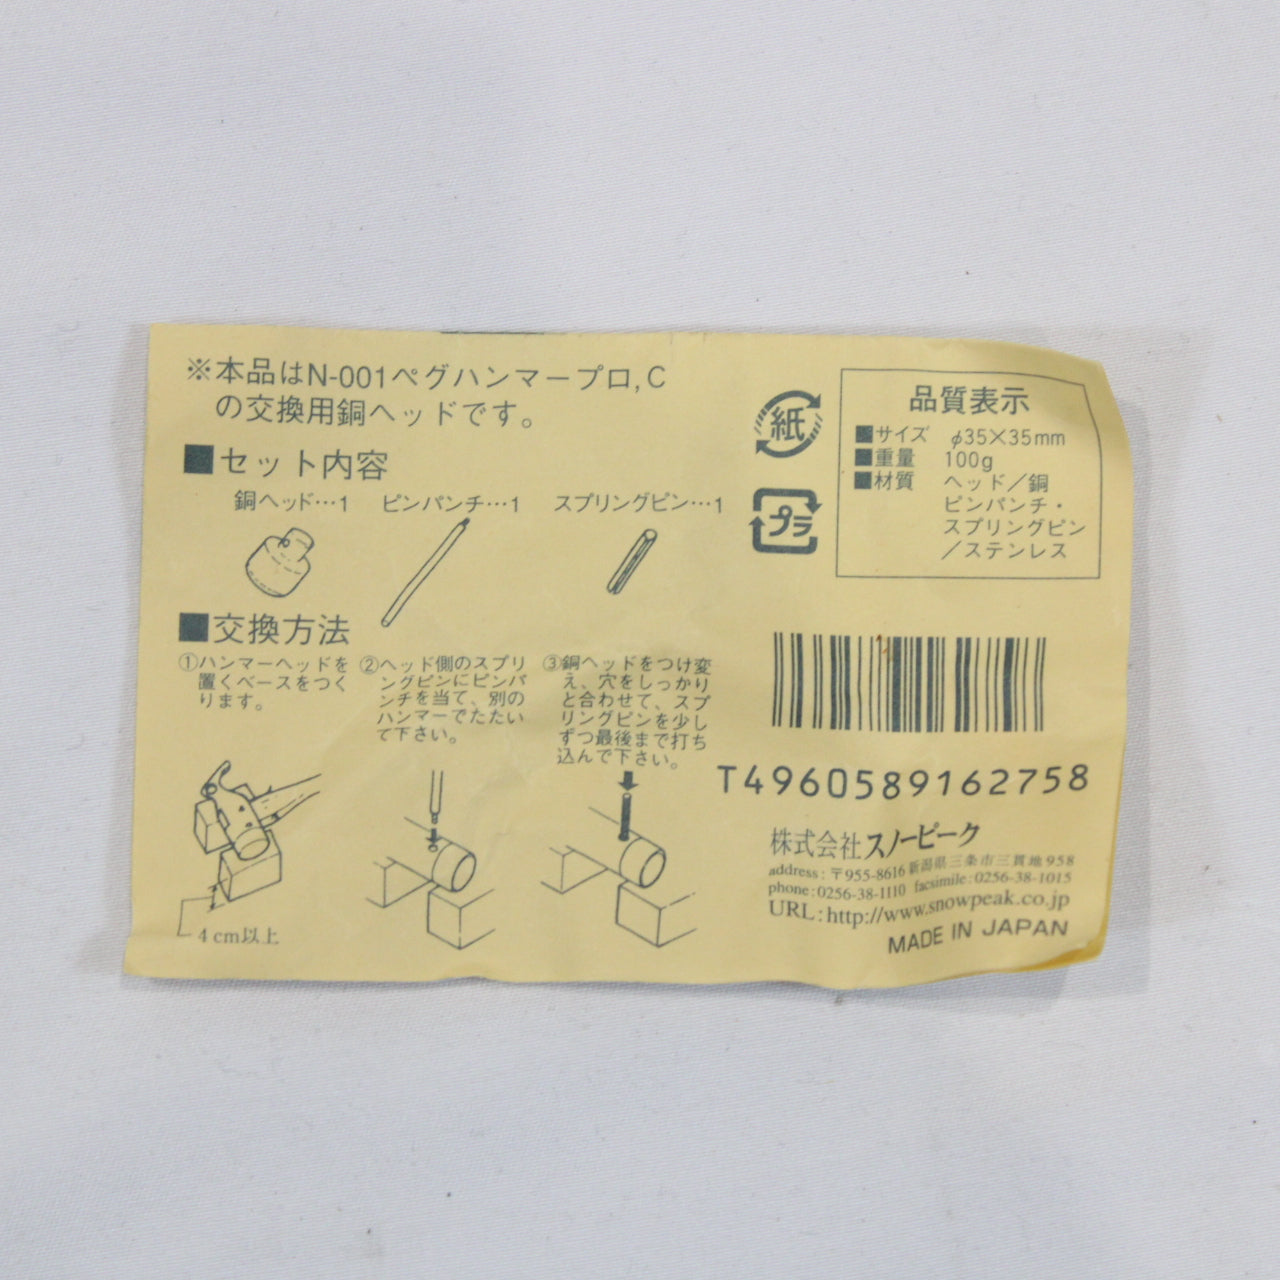 ※本品はN-001ペグハンマープロ,C
の交換用銅ヘッドです。
■セット内容
銅ヘッド…1 ピンパンチ…1 スプリングピン…1
■交換方法
①ハンマーヘッドを
置くベースをつく
ります。
②ヘッド側のスプリ
ングピンにピンパ
ンチを当て、別の
ハンマーでたたい
て下さい。
③銅ヘッドをつけ変
え、穴をしっかり
と合わせて、スプ
リングピンを少し
ずつ最後まで打ち
込んで下さい。
4cm以上
紙
プラ
品質表示
■サイズ φ35×35mm
■重量 100g
■材質 ヘッド／銅
ピンパンチ・
スプリングピン
／ステンレス
T4960589162758
株式会社スノーピーク
address:〒955-8616新潟県三条市三貫地958
phone:0256-38-1110 facsimile:0256-38-1015
URL:http://www.snowpeak.co.jp
MADE IN JAPAN